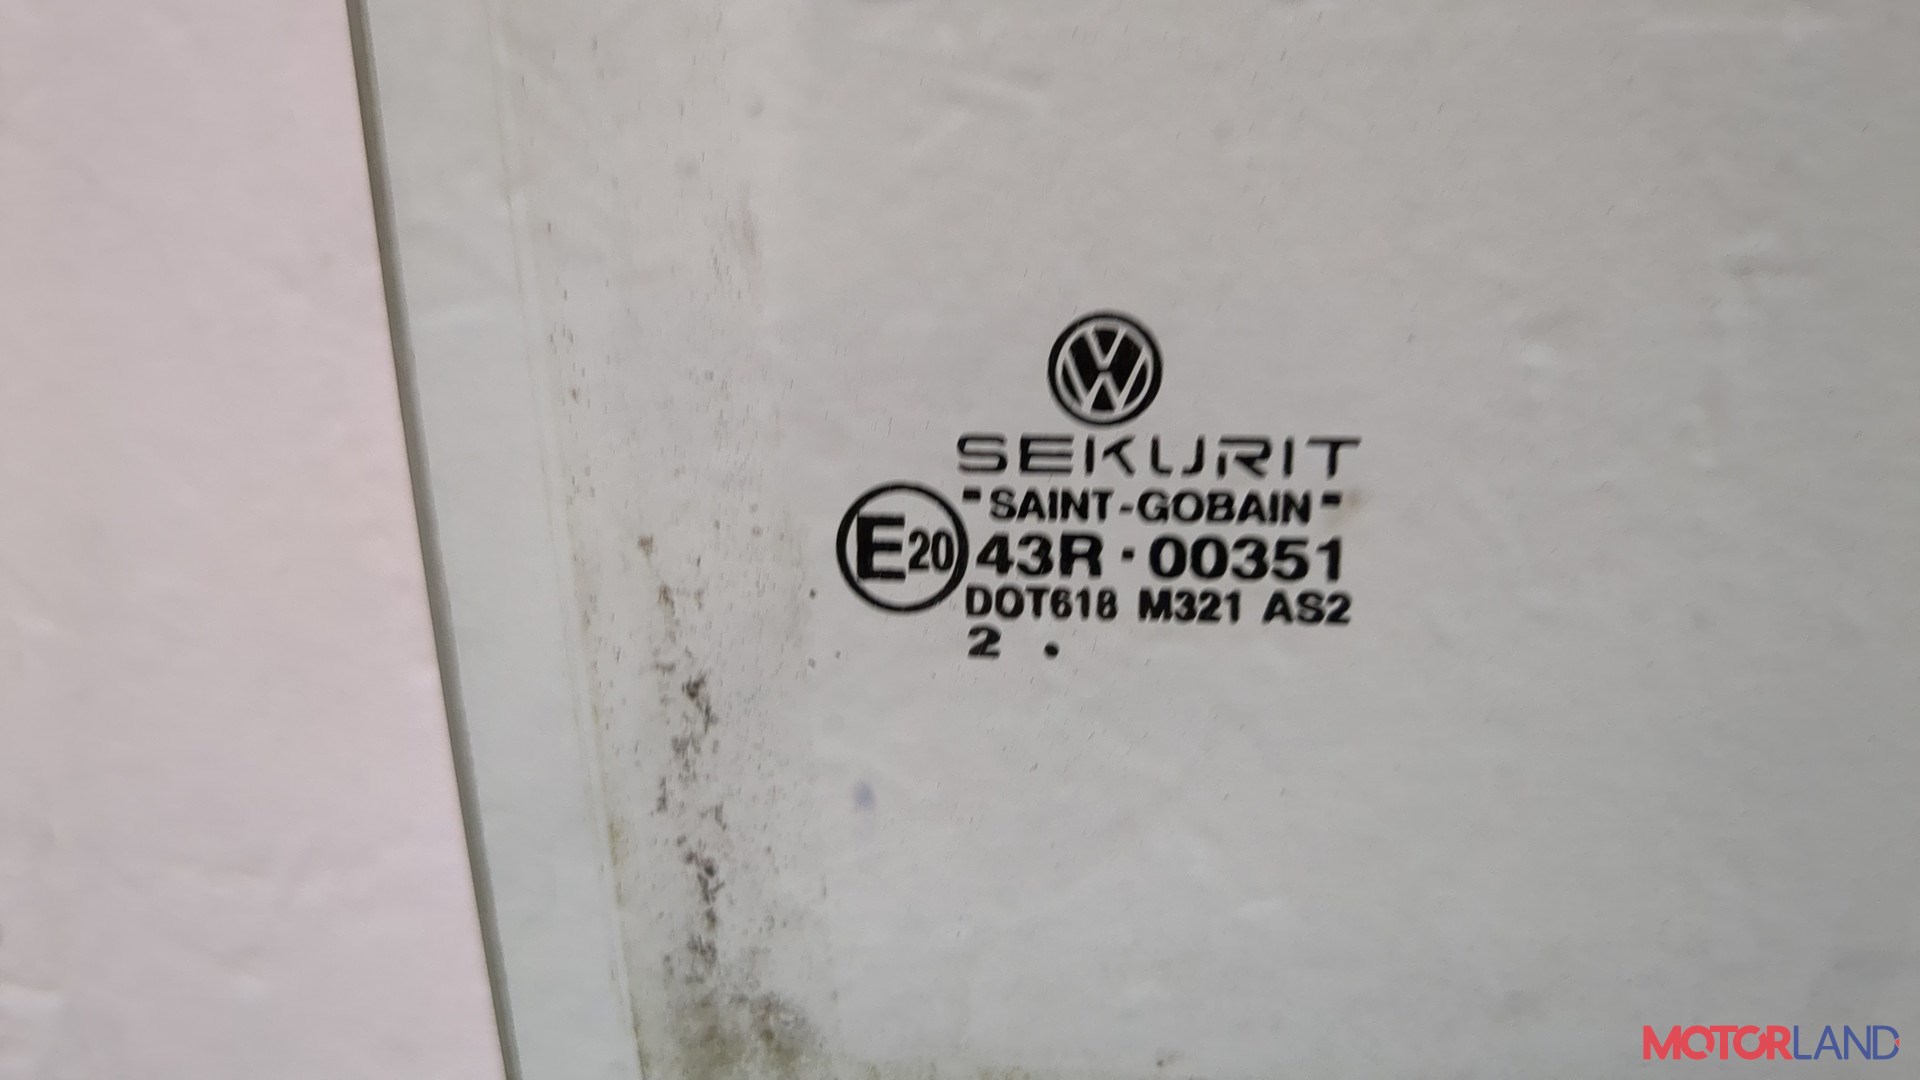 SEKURIT
"SAINT-GOBAIN"
E20 43R·00351
DOT618 M321 AS2
2 .
MOTORLAND